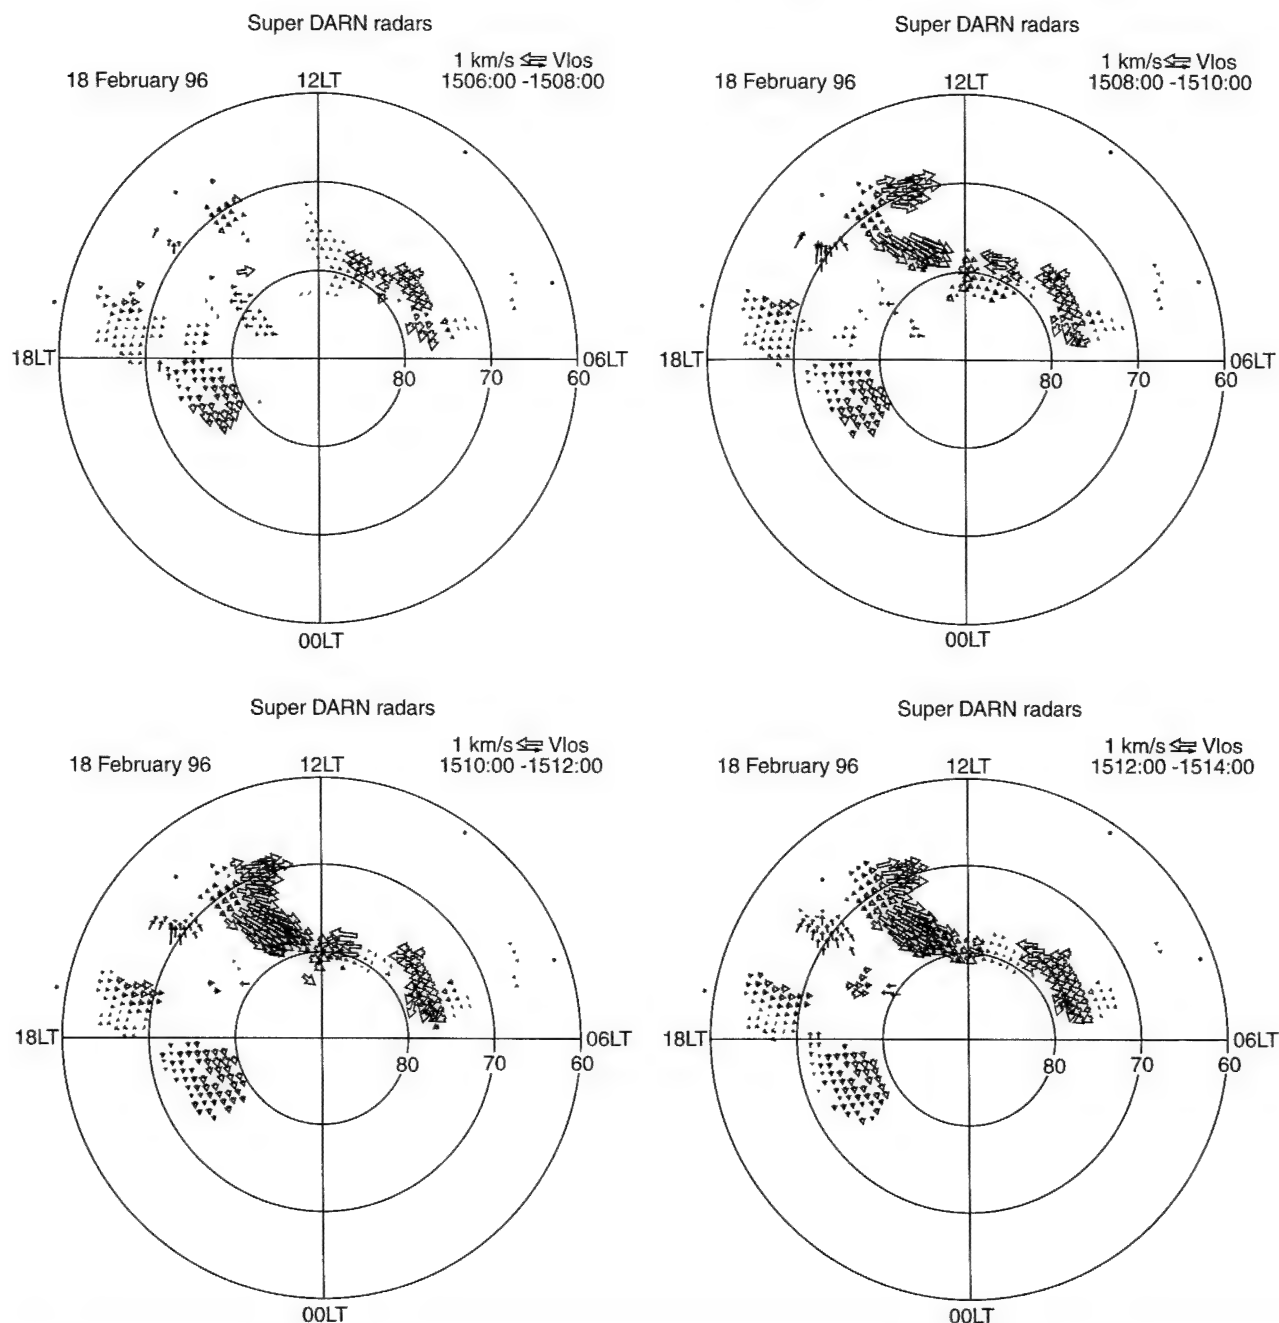 Super DARN radars
1 km/s Vlos
18 February 96 12LT 1506:00 -1508:00
18LT 06LT
80 70 60
00LT
Super DARN radars
1 km/s Vlos
18 February 96 12LT 1508:00 -1510:00
18LT 06LT
80 70 60
00LT
Super DARN radars
1 km/s Vlos
18 February 96 12LT 1510:00 -1512:00
18LT 06LT
80 70 60
00LT
Super DARN radars
1 km/s Vlos
18 February 96 12LT 1512:00 -1514:00
18LT 06LT
80 70 60
00LT